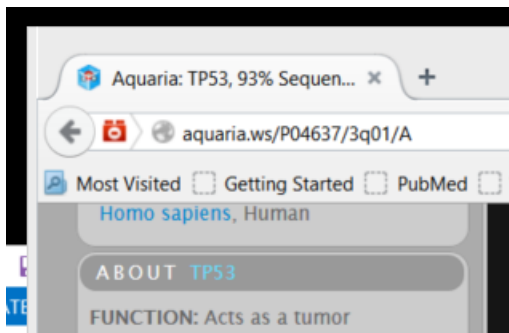 Aquaria: TP53, 93% Sequen...
aquaria.ws/P04637/3q01/A
Most Visited Getting Started PubMed
Homo sapiens, Human
ABOUT TP53
FUNCTION: Acts as a tumor